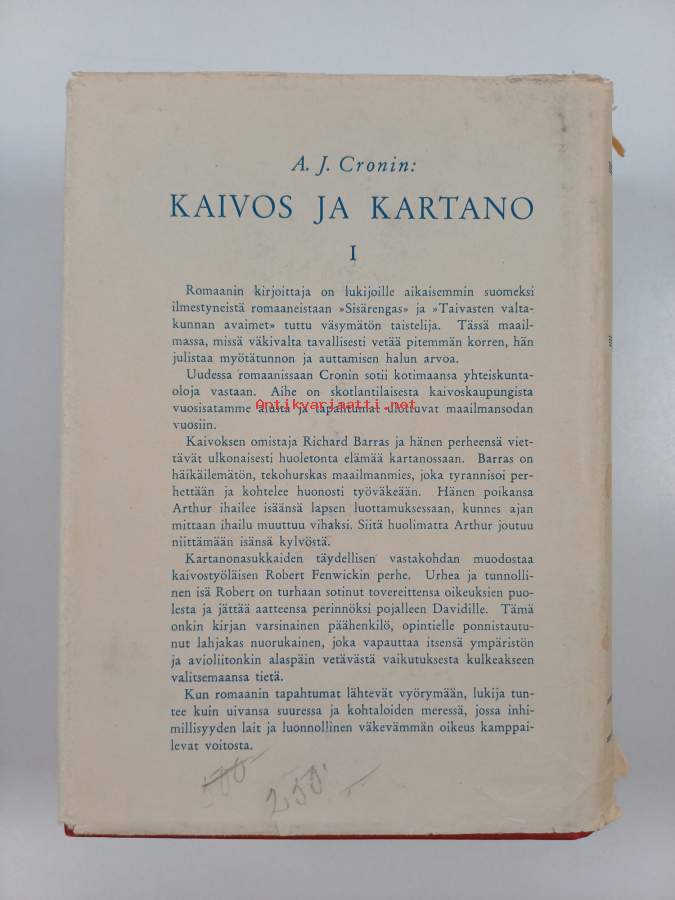 A. J. Cronin:
KAIVOS JA KARTANO
I
Romaanin kirjoittaja on lukijoille aikaisemmin suomeksi
ilmestyneistä romaaneistaan »Sisärengas» ja »Taivasten valta-
kunnan avaimet» tuttu väsymätön taistelija. Tässä maail-
massa, missä väkivalta tavallisesti vetää pitemmän korren, hän
julistaa myötätunnon ja auttamisen halun arvoa.
Uudessa romaanissaan Cronin sotii kotimaansa yhteiskunta-
oloja vastaan. Aihe on skotlantilaisesta kaivoskaupungista
vuosisatamme alusta ja tapahtumat ulottuvat maailmansodan
Antikvariaatti.net
vuosiin.
Kaivoksen omistaja Richard Barras ja hänen perheensä viet-
tävät ulkonaisesti huoletonta elämää kartanossaan. Barras on
häikäilemätön, tekohurskas maailmanmies, joka tyrannisoi per-
hettään ja kohtelee huonosti työväkeään. Hänen poikansa
Arthur ihailee isäänsä lapsen luottamuksessaan, kunnes ajan
mittaan ihailu muuttuu vihaksi. Siitä huolimatta Arthur joutuu
niittämään isänsä kylvöstä.
Kartanonasukkaiden täydellisen vastakohdan muodostaa
kaivostyöläisen Robert Fenwickin perhe. Urhea ja tunnolli-
nen isä Robert on turhaan sotinut tovereittensa oikeuksien puo-
lesta ja jättää aatteensa perinnöksi pojalleen Davidille. Tämä
onkin kirjan varsinainen päähenkilö, opintielle ponnistautu-
nut lahjakas nuorukainen, joka vapauttaa itsensä ympäristön
ja avioliitonkin alaspäin vetävästä vaikutuksesta kulkeakseen
valitsemaansa tietä.
Kun romaanin tapahtumat lähtevät vyörymään, lukija tun-
tee kuin uivansa suuressa ja kohtaloiden meressä, jossa inhi-
millisyyden lait ja luonnollinen väkevämmän oikeus kamppai-
levat voitosta.